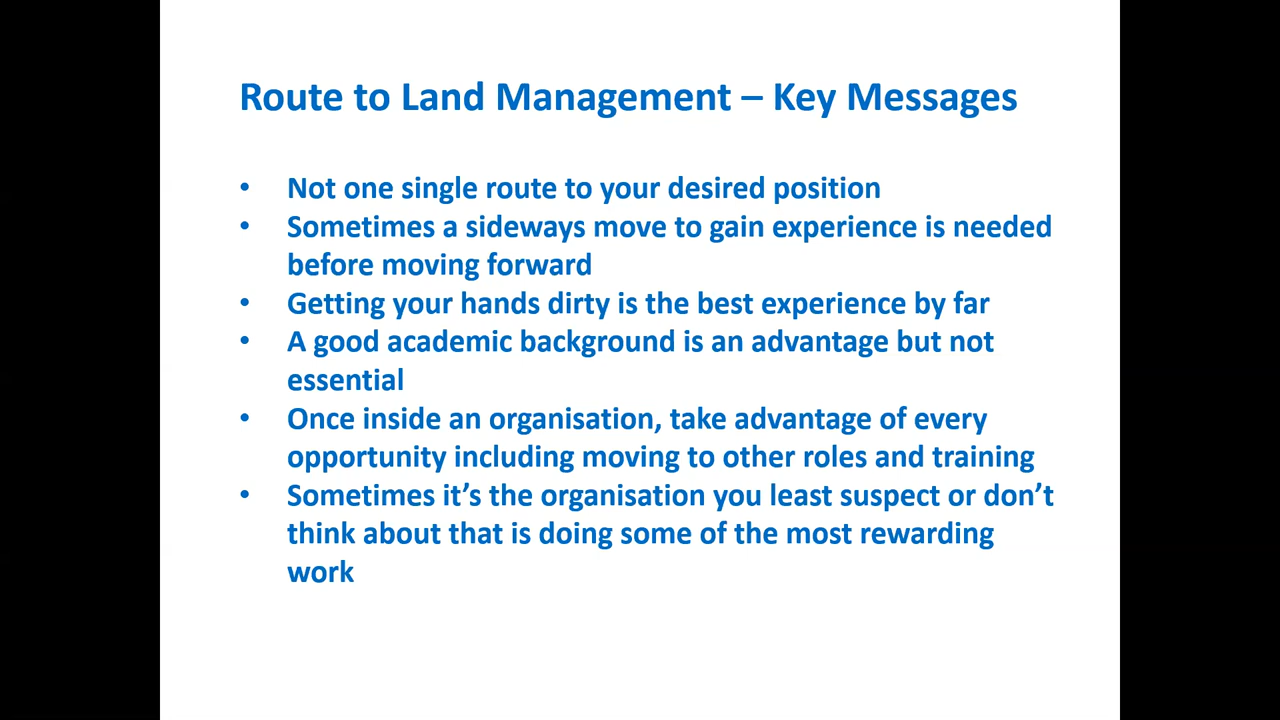 Route to Land Management – Key Messages
• Not one single route to your desired position
• Sometimes a sideways move to gain experience is needed
before moving forward
• Getting your hands dirty is the best experience by far
• A good academic background is an advantage but not
essential
• Once inside an organisation, take advantage of every
opportunity including moving to other roles and training
• Sometimes it’s the organisation you least suspect or don’t
think about that is doing some of the most rewarding
work